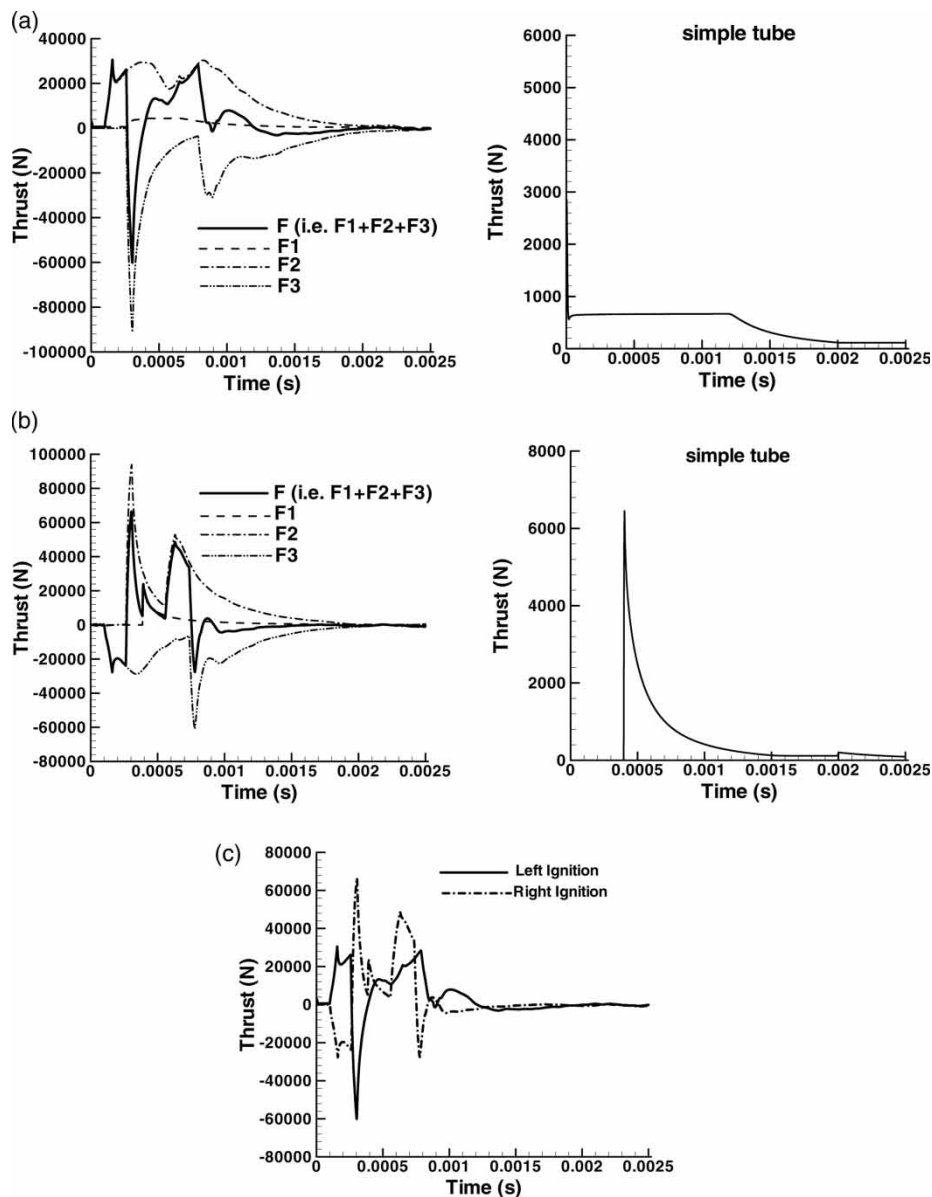 (a)
40000
20000
0
-20000
-40000
-60000
-80000
-100000
Thrust (N)
F (i.e. F1+F2+F3)
F1
F2
F3
0 0.0005 0.001 0.0015 0.002 0.0025
Time (s)
simple tube
6000
5000
4000
3000
2000
1000
0
Thrust (N)
0 0.0005 0.001 0.0015 0.002 0.0025
Time (s)
(b)
100000
80000
60000
40000
20000
0
-20000
-40000
-60000
-80000
Thrust (N)
F (i.e. F1+F2+F3)
F1
F2
F3
0 0.0005 0.001 0.0015 0.002 0.0025
Time (s)
simple tube
8000
6000
4000
2000
0
Thrust (N)
0 0.0005 0.001 0.0015 0.002 0.0025
Time (s)
(c)
80000
60000
40000
20000
0
-20000
-40000
-60000
-80000
Thrust (N)
Left Ignition
Right Ignition
0 0.0005 0.001 0.0015 0.002 0.0025
Time (s)